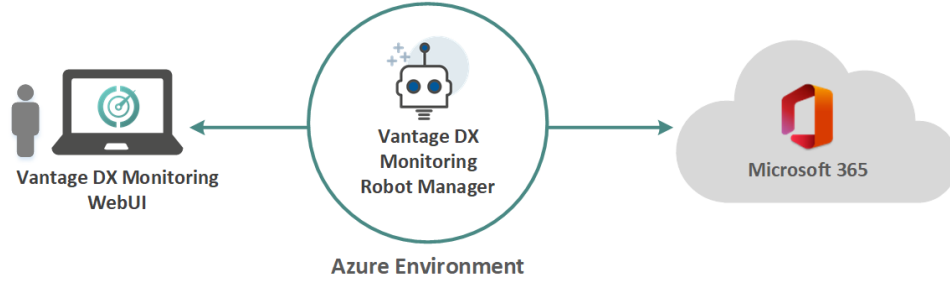 Vantage DX Monitoring
WebUI
Vantage DX
Monitoring
Robot Manager
Azure Environment
Microsoft 365